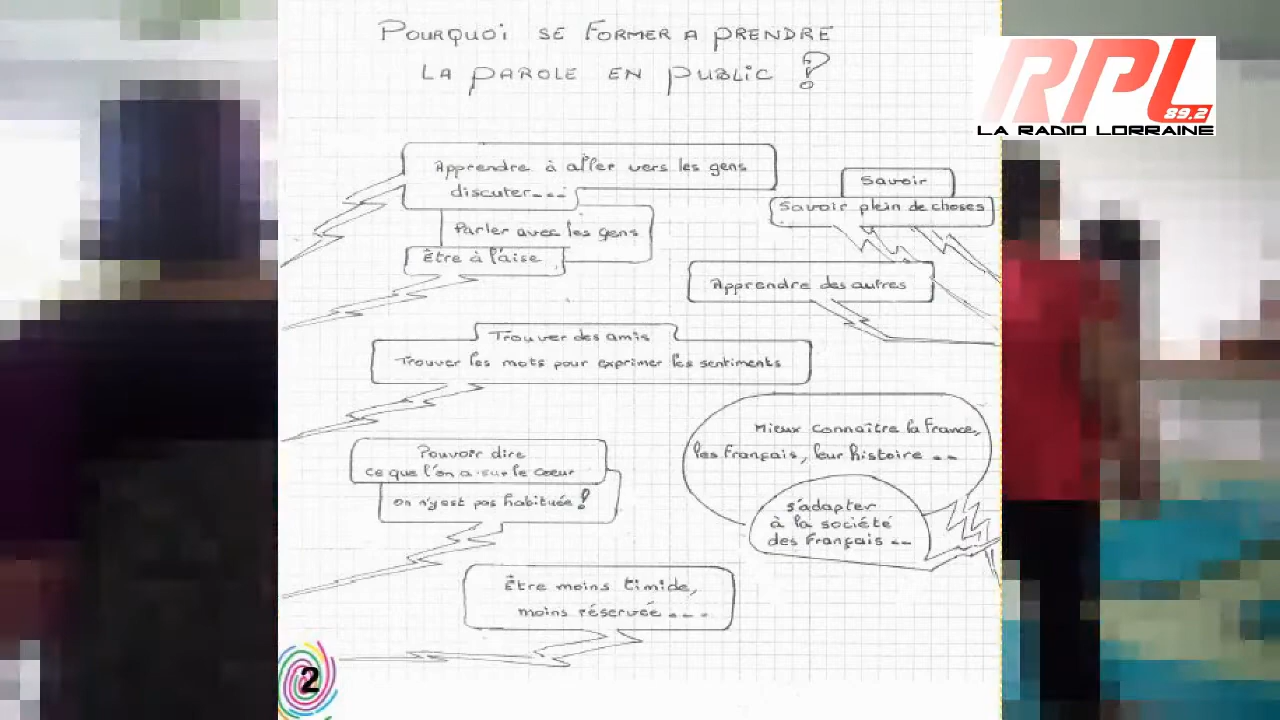 POURQUOI SE FORMER A PRENDRE
LA PAROLE EN PUBLIC ?
RPL
89.2
LA RADIO LORRAINE
Apprendre à aller vers les gens
discuter...
Parler avec les gens
Être à l'aise
Savoir
Savoir plein de choses
Apprendre des autres
Trouver des amis
Trouver les mots pour exprimer les sentiments
Mieux connaître la France,
les Français, leur histoire ..
s'adapter
à la société
des Français ..
Pouvoir dire
ce que l'on a sur le coeur
on n'y est pas habituée !
Être moins timide,
moins réservée ....
2